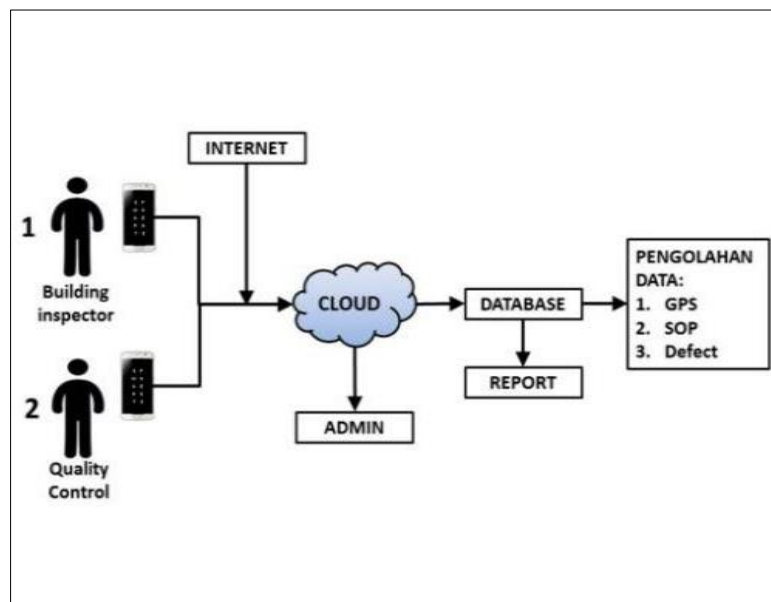 INTERNET
1
Building
inspector
2
Quality
Control
CLOUD
ADMIN
DATABASE
REPORT
PENGOLAHAN
DATA:
1. GPS
2. SOP
3. Defect